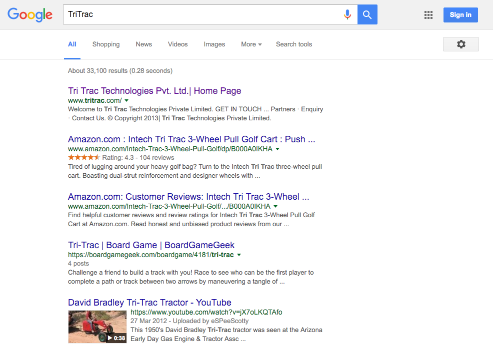 Google TriTrac Sign in
All Shopping News Videos Images More Search tools
About 33,100 results (0.28 seconds)
Tri Trac Technologies Pvt. Ltd.| Home Page
www.tritrac.com/
Welcome to Tri Trac Technologies Private Limited. GET IN TOUCH ... Partners · Enquiry
· Contact Us. © Copyright 2013| Tri Trac Technologies Private Limited.
Amazon.com : Intech Tri Trac 3-Wheel Pull Golf Cart : Push ...
www.amazon.com/Intech-Trac-3-Wheel-Pull-Golf/dp/B000A0IKHA
Rating: 4.3 - 104 reviews
Tired of lugging around your heavy golf bag? Turn to the Intech Tri Trac three-wheel pull
cart. Boasting dual-strut reinforcement and designer wheels with ...
Amazon.com: Customer Reviews: Intech Tri Trac 3-Wheel ...
www.amazon.com/Intech-Trac-3-Wheel-Pull-Golf/.../B000A0IKHA
Find helpful customer reviews and review ratings for Intech Tri Trac 3-Wheel Pull Golf
Cart at Amazon.com. Read honest and unbiased product reviews from our ...
Tri-Trac | Board Game | BoardGameGeek
https://boardgamegeek.com/boardgame/4181/tri-trac
4 posts
Challenge a friend to build a track with you! Race to see who can be the first player to
complete a path or track between two arrows by maneuvering a tangle of ...
David Bradley Tri-Trac Tractor - YouTube
https://www.youtube.com/watch?v=jX7oLKQTAfo
27 Mar 2012 - Uploaded by eSPeeScotty
This 1950's David Bradley Tri-Trac tractor was seen at the Arizona
Early Day Gas Engine & Tractor Assc ...
0:38